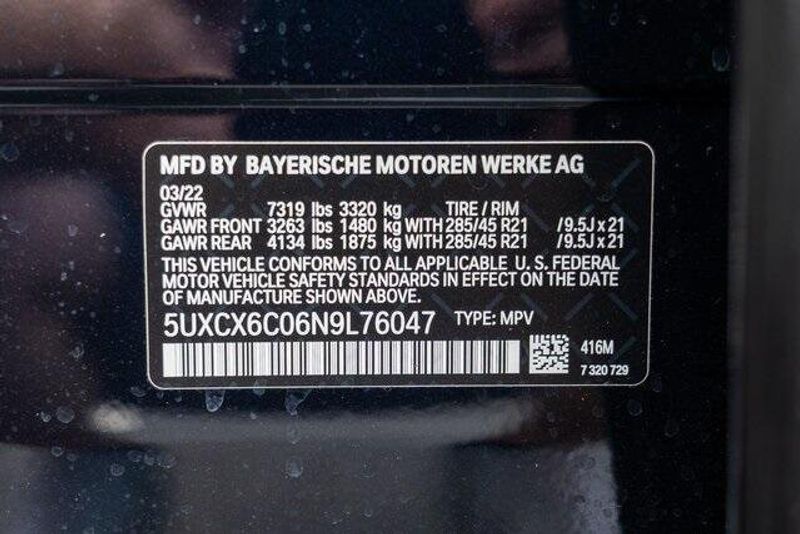 MFD BY BAYERISCHE MOTOREN WERKE AG
03/22
GVWR 7319 lbs 3320 kg TIRE / RIM
GAWR FRONT 3263 lbs 1480 kg WITH 285/45 R21 /9.5J x 21
GAWR REAR 4134 lbs 1875 kg WITH 285/45 R21 /9.5J x 21
THIS VEHICLE CONFORMS TO ALL APPLICABLE U. S. FEDERAL
MOTOR VEHICLE SAFETY STANDARDS IN EFFECT ON THE DATE
OF MANUFACTURE SHOWN ABOVE.
5UXCX6C06N9L76047 TYPE: MPV
416M
7 320 729